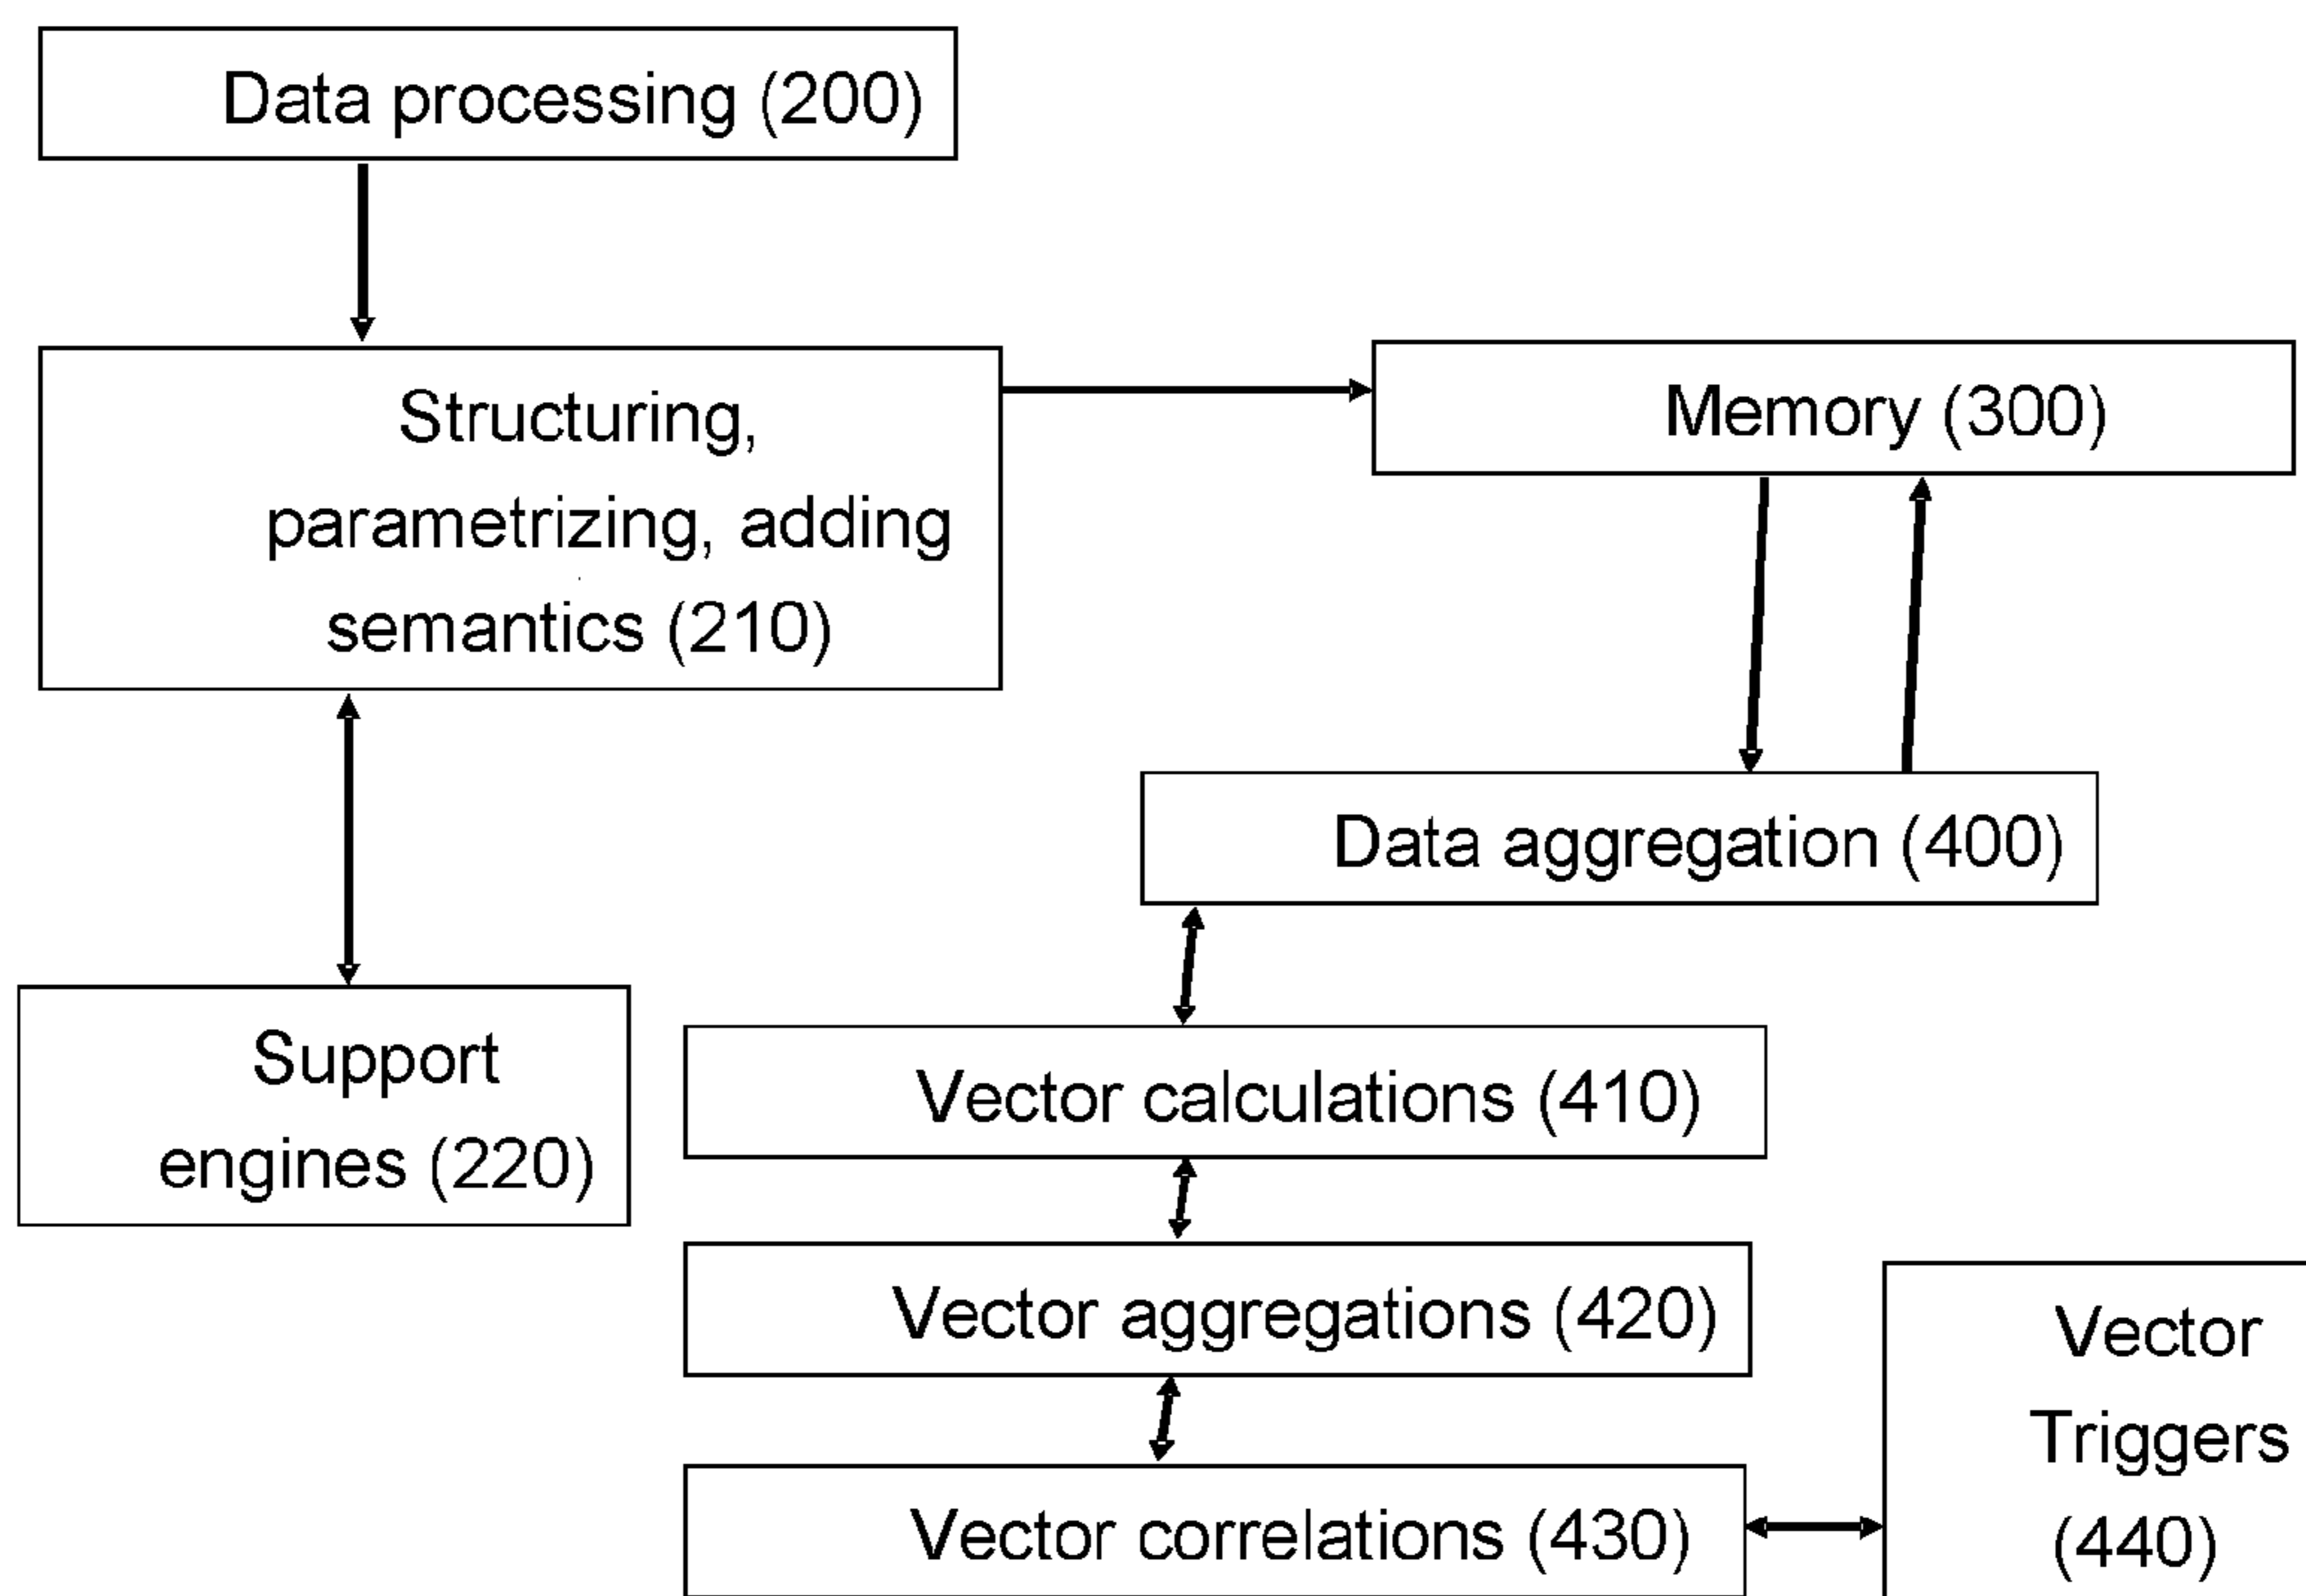 Data processing (200)
Structuring,
parametrizing, adding
semantics (210)
Memory (300)
Data aggregation (400)
Support
engines (220)
Vector calculations (410)
Vector aggregations (420)
Vector correlations (430)
Vector
Triggers
(440)